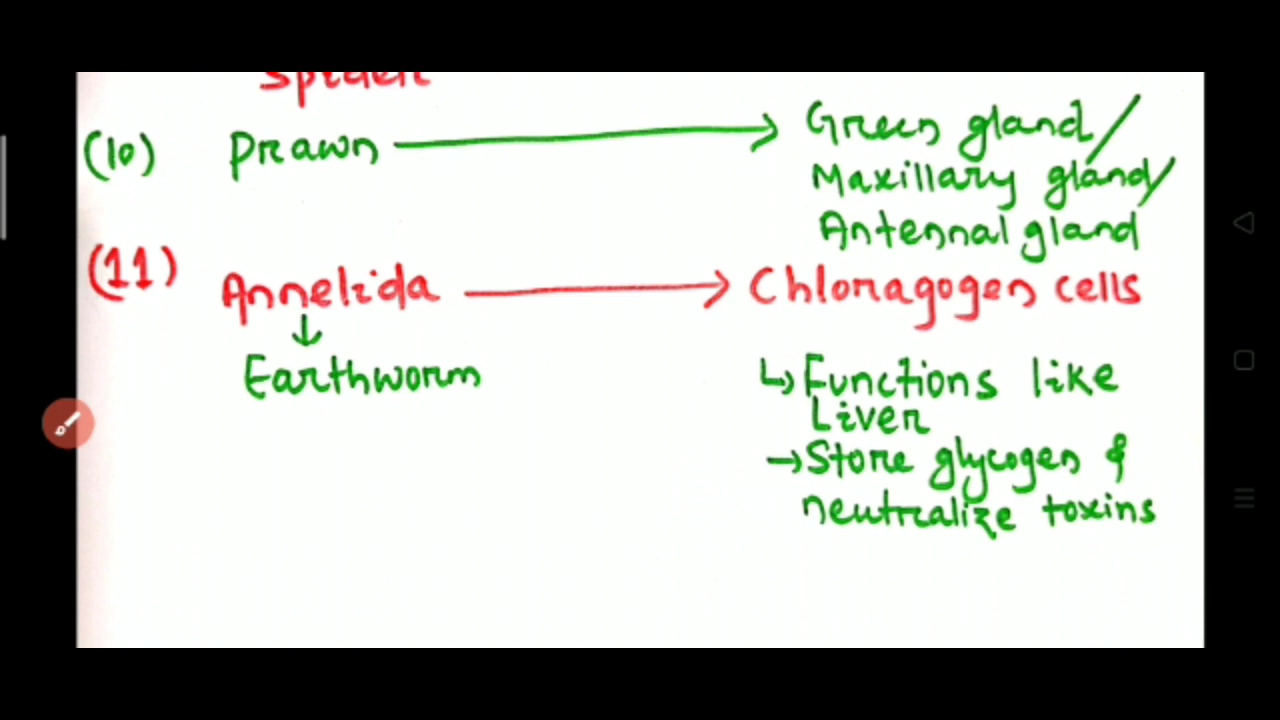 Spider
(10) Prawn → Green gland/
Maxillary gland/
Antennal gland
(11) Annelida → Chloragogen cells
↓
Earthworm
↳ Functions like
Liver
→ Store glycogen &
neutralize toxins